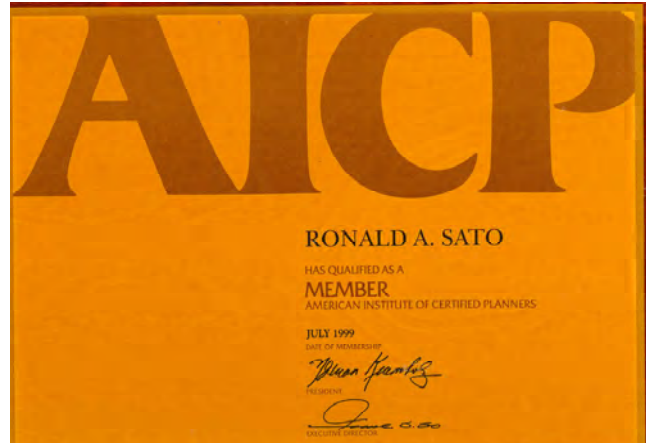 AICP
RONALD A. SATO
HAS QUALIFIED AS A
MEMBER
AMERICAN INSTITUTE OF CERTIFIED PLANNERS
JULY 1999
DATE OF MEMBERSHIP
PRESIDENT
EXECUTIVE DIRECTOR